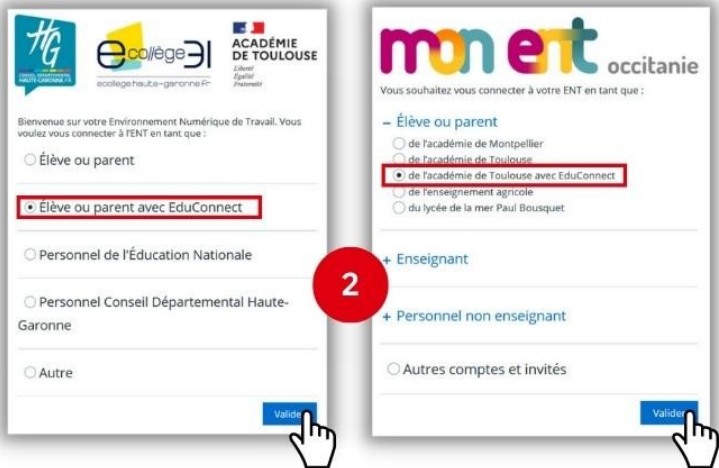 HG
CONSEIL DÉPARTEMENTAL
HAUTE-GARONNE.FR
ecollège 31
ecollege.haute-garonne.fr
ACADÉMIE
DE TOULOUSE
Liberté
Égalité
Fraternité
Bienvenue sur votre Environnement Numérique de Travail. Vous
voulez vous connecter à l'ENT en tant que :
Élève ou parent
Élève ou parent avec EduConnect
Personnel de l'Éducation Nationale
Personnel Conseil Départemental Haute-
Garonne
Autre
Valider
2
mon ent occitanie
Vous souhaitez vous connecter à votre ENT en tant que :
– Élève ou parent
de l'académie de Montpellier
de l'académie de Toulouse
de l'académie de Toulouse avec EduConnect
de l'enseignement agricole
du lycée de la mer Paul Bousquet
+ Enseignant
+ Personnel non enseignant
Autres comptes et invités
Valider